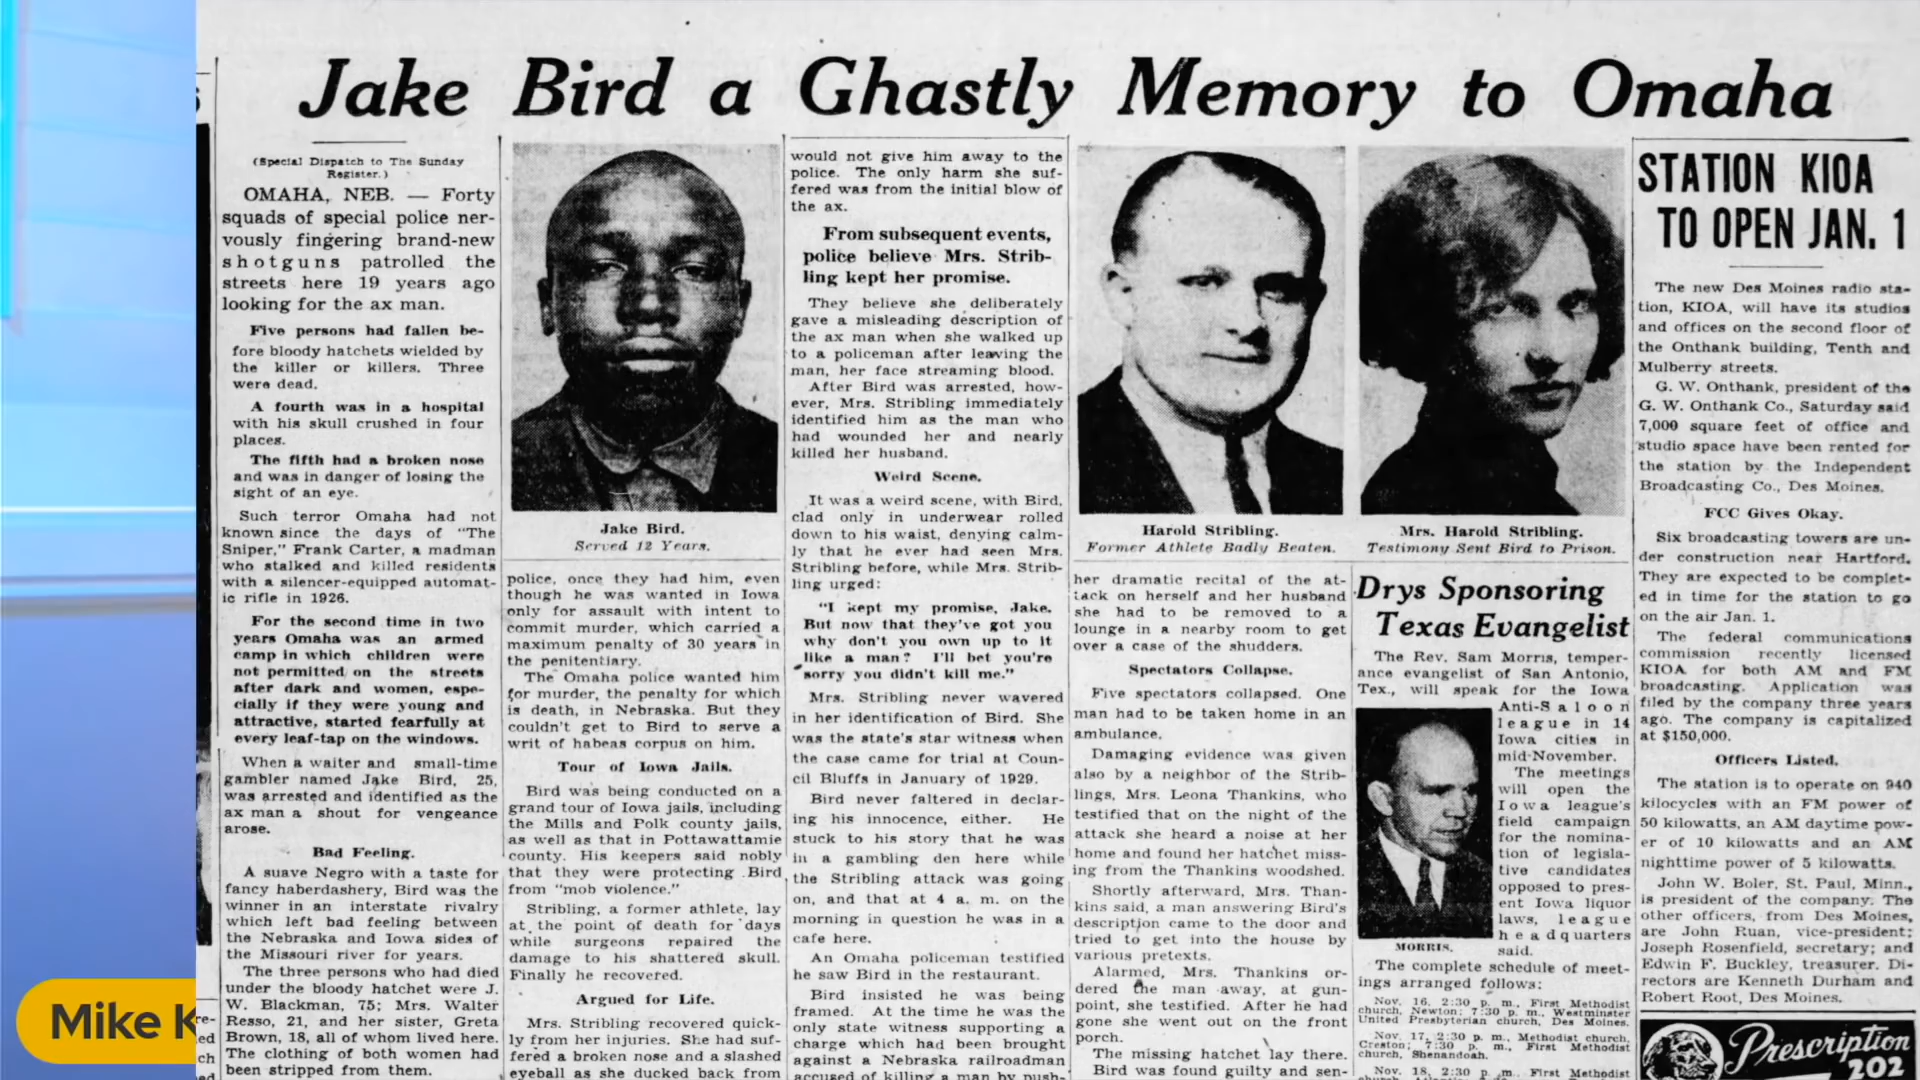 Jake Bird a Ghastly Memory to Omaha
(Special Dispatch to The Sunday
Register.)
OMAHA, NEB. — Forty
squads of special police ner-
vously fingering brand-new
shotguns patrolled the
streets here 19 years ago
looking for the ax man.
Five persons had fallen be-
fore bloody hatchets wielded by
the killer or killers. Three
were dead.
A fourth was in a hospital
with his skull crushed in four
places.
The fifth had a broken nose
and was in danger of losing the
sight of an eye.
Such terror Omaha had not
known since the days of "The
Sniper," Frank Carter, a madman
who stalked and killed residents
with a silencer-equipped automat-
ic rifle in 1926.
For the second time in two
years Omaha was an armed
camp in which children were
not permitted on the streets
after dark and women, espe-
cially if they were young and
attractive, started fearfully at
every leaf-tap on the windows.
When a waiter and small-time
gambler named Jake Bird, 25,
was arrested and identified as the
ax man a shout for vengeance
arose.
Bad Feeling.
A suave Negro with a taste for
fancy haberdashery, Bird was the
winner in an interstate rivalry
which left bad feeling between
the Nebraska and Iowa sides of
the Missouri river for years.
The three persons who had died
under the bloody hatchet were J.
W. Blackman, 75; Mrs. Walter
Resso, 21, and her sister, Greta
Brown, 18, all of whom lived here.
The clothing of both women had
been stripped from them.
Jake Bird.
Served 12 Years.
police, once they had him, even
though he was wanted in Iowa
only for assault with intent to
commit murder, which carried a
maximum penalty of 30 years in
the penitentiary.
The Omaha police wanted him
for murder, the penalty for which
is death, in Nebraska. But they
couldn't get to Bird to serve a
writ of habeas corpus on him.
Tour of Iowa Jails.
Bird was being conducted on a
grand tour of Iowa jails, including
the Mills and Polk county jails,
as well as that in Pottawattamie
county. His keepers said nobly
that they were protecting Bird
from "mob violence."
Stribling, a former athlete, lay
at the point of death for days
while surgeons repaired the
damage to his shattered skull.
Finally he recovered.
Argued for Life.
Mrs. Stribling recovered quick-
ly from her injuries. She had suf-
fered a broken nose and a slashed
eyeball as she ducked back from
would not give him away to the
police. The only harm she suf-
fered was from the initial blow of
the ax.
From subsequent events,
police believe Mrs. Strib-
ling kept her promise.
They believe she deliberately
gave a misleading description of
the ax man when she walked up
to a policeman after leaving the
man, her face streaming blood.
After Bird was arrested, how-
ever, Mrs. Stribling immediately
identified him as the man who
had wounded her and nearly
killed her husband.
Weird Scene.
It was a weird scene, with Bird,
clad only in underwear rolled
down to his waist, denying calm-
ly that he ever had seen Mrs.
Stribling before, while Mrs. Strib-
ling urged:
"I kept my promise, Jake.
But now that they've got you
why don't you own up to it
like a man? I'll bet you're
sorry you didn't kill me."
Mrs. Stribling never wavered
in her identification of Bird. She
was the state's star witness when
the case came for trial at Coun-
cil Bluffs in January of 1929.
Bird never faltered in declar-
ing his innocence, either. He
stuck to his story that he was
in a gambling den here while
the Stribling attack was going
on, and that at 4 a. m. on the
morning in question he was in a
cafe here.
An Omaha policeman testified
he saw Bird in the restaurant.
Bird insisted he was being
framed. At the time he was the
only state witness supporting a
charge which had been brought
against a Nebraska railroadman
accused of killing a man by push-
Harold Stribling.
Former Athlete Badly Beaten.
Mrs. Harold Stribling.
Testimony Sent Bird to Prison.
her dramatic recital of the at-
tack on herself and her husband
she had to be removed to a
lounge in a nearby room to get
over a case of the shudders.
Spectators Collapse.
Five spectators collapsed. One
man had to be taken home in an
ambulance.
Damaging evidence was given
also by a neighbor of the Strib-
lings, Mrs. Leona Thankins, who
testified that on the night of the
attack she heard a noise at her
home and found her hatchet miss-
ing from the Thankins woodshed.
Shortly afterward, Mrs. Than-
kins said, a man answering Bird's
description came to the door and
tried to get into the house by
various pretexts.
Alarmed, Mrs. Thankins or-
dered the man away, at gun-
point, she testified. After he had
gone she went out on the front
porch.
The missing hatchet lay there.
Bird was found guilty and sen-
Drys Sponsoring
Texas Evangelist
The Rev. Sam Morris, temper-
ance evangelist of San Antonio,
Tex., will speak for the Iowa
Anti-Saloon
league in 14
Iowa cities in
mid-November.
The meetings
will open the
Iowa league's
field campaign
for the nomina-
tion of legisla-
tive candidates
opposed to pres-
ent Iowa liquor
laws, league
headquarters
said.
MORRIS.
The complete schedule of meet-
ings arranged follows:
Nov. 16, 2:30 p. m., First Methodist
church, Newton; 7:30 p. m., Westminster
United Presbyterian church, Des Moines.
Nov. 17, 2:30 p. m., Methodist church,
Creston; 7:30 p. m., First Methodist
church, Shenandoah.
Nov. 18, 2:30 p. m., First Methodist
STATION KIOA
TO OPEN JAN. 1
The new Des Moines radio sta-
tion, KIOA, will have its studios
and offices on the second floor of
the Onthank building, Tenth and
Mulberry streets.
G. W. Onthank, president of the
G. W. Onthank Co., Saturday said
7,000 square feet of office and
studio space have been rented for
the station by the Independent
Broadcasting Co., Des Moines.
FCC Gives Okay.
Six broadcasting towers are un-
der construction near Hartford.
They are expected to be complet-
ed in time for the station to go
on the air Jan. 1.
The federal communications
commission recently licensed
KIOA for both AM and FM
broadcasting. Application was
filed by the company three years
ago. The company is capitalized
at $150,000.
Officers Listed.
The station is to operate on 940
kilocycles with an FM power of
50 kilowatts, an AM daytime pow-
er of 10 kilowatts and an AM
nighttime power of 5 kilowatts.
John W. Boler, St. Paul, Minn.,
is president of the company. The
other officers, from Des Moines,
are John Ruan, vice-president;
Joseph Rosenfield, secretary; and
Edwin F. Buckley, treasurer. Di-
rectors are Kenneth Durham and
Robert Root, Des Moines.
Prescription
202
Mike K
re-
ed
ch
ed